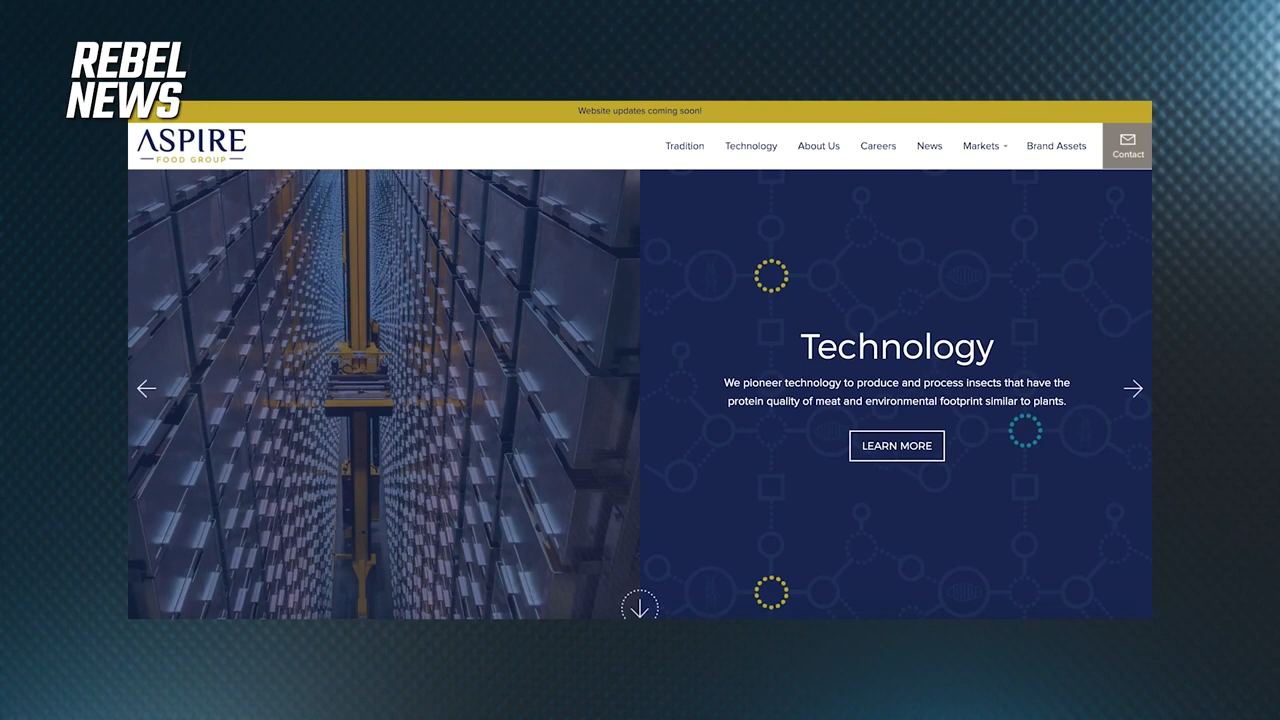 REBEL
NEWS
Website updates coming soon!
ASPIRE
FOOD GROUP
Tradition Technology About Us Careers News Markets Brand Assets Contact
Technology
We pioneer technology to produce and process insects that have the
protein quality of meat and environmental footprint similar to plants.
LEARN MORE